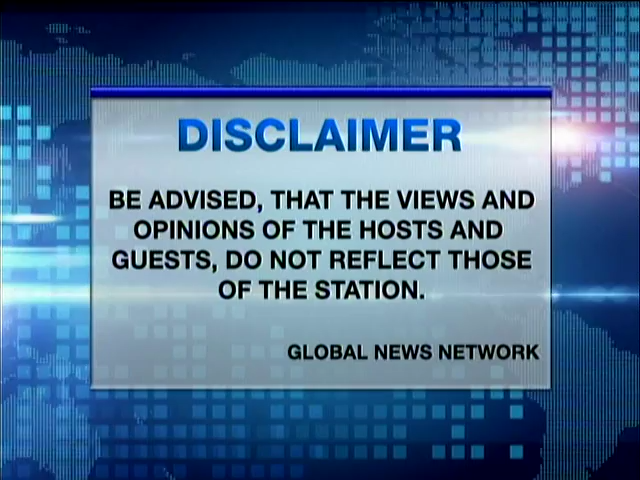 DISCLAIMER
BE ADVISED, THAT THE VIEWS AND
OPINIONS OF THE HOSTS AND
GUESTS, DO NOT REFLECT THOSE
OF THE STATION.
GLOBAL NEWS NETWORK